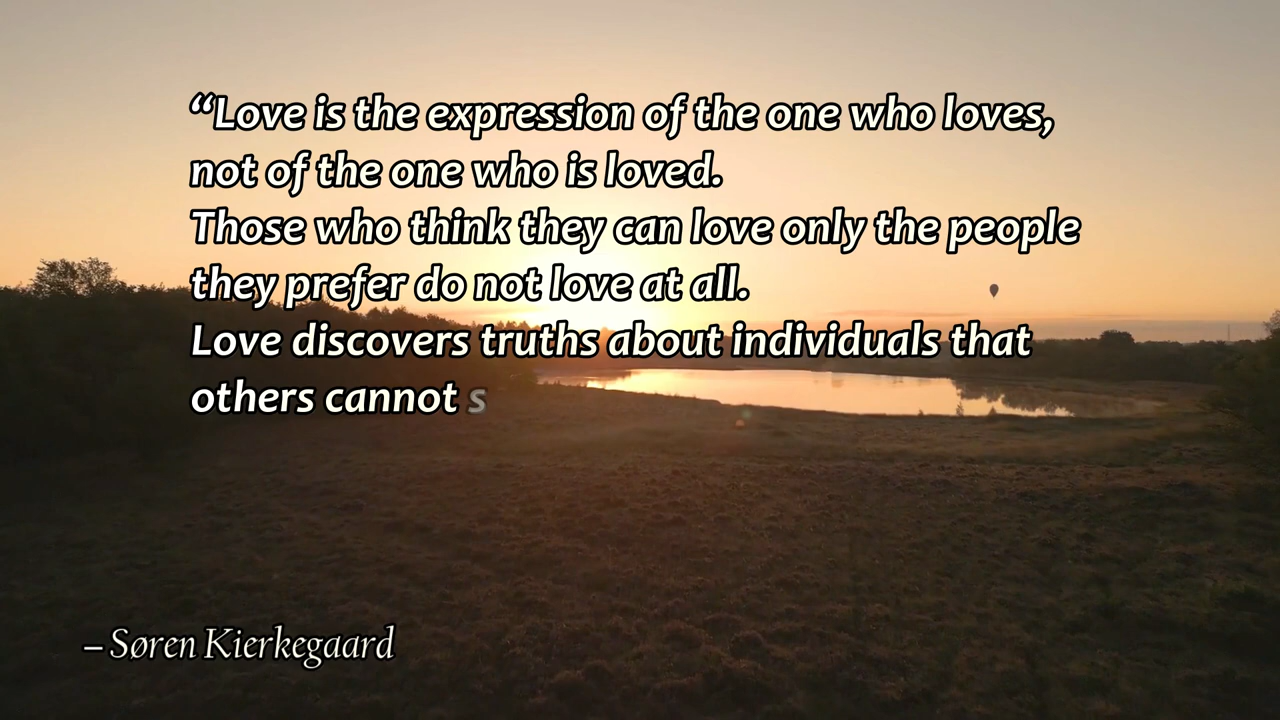 “Love is the expression of the one who loves,
not of the one who is loved.
Those who think they can love only the people
they prefer do not love at all.
Love discovers truths about individuals that
others cannot s
– Søren Kierkegaard